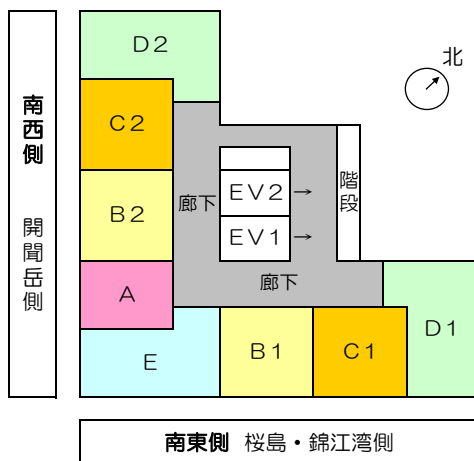 D2
北
C2
南西側 開聞岳側
階段
EV2→
廊下
B2
EV1→
廊下
A
D1
E
B1
C1
南東側 桜島・錦江湾側